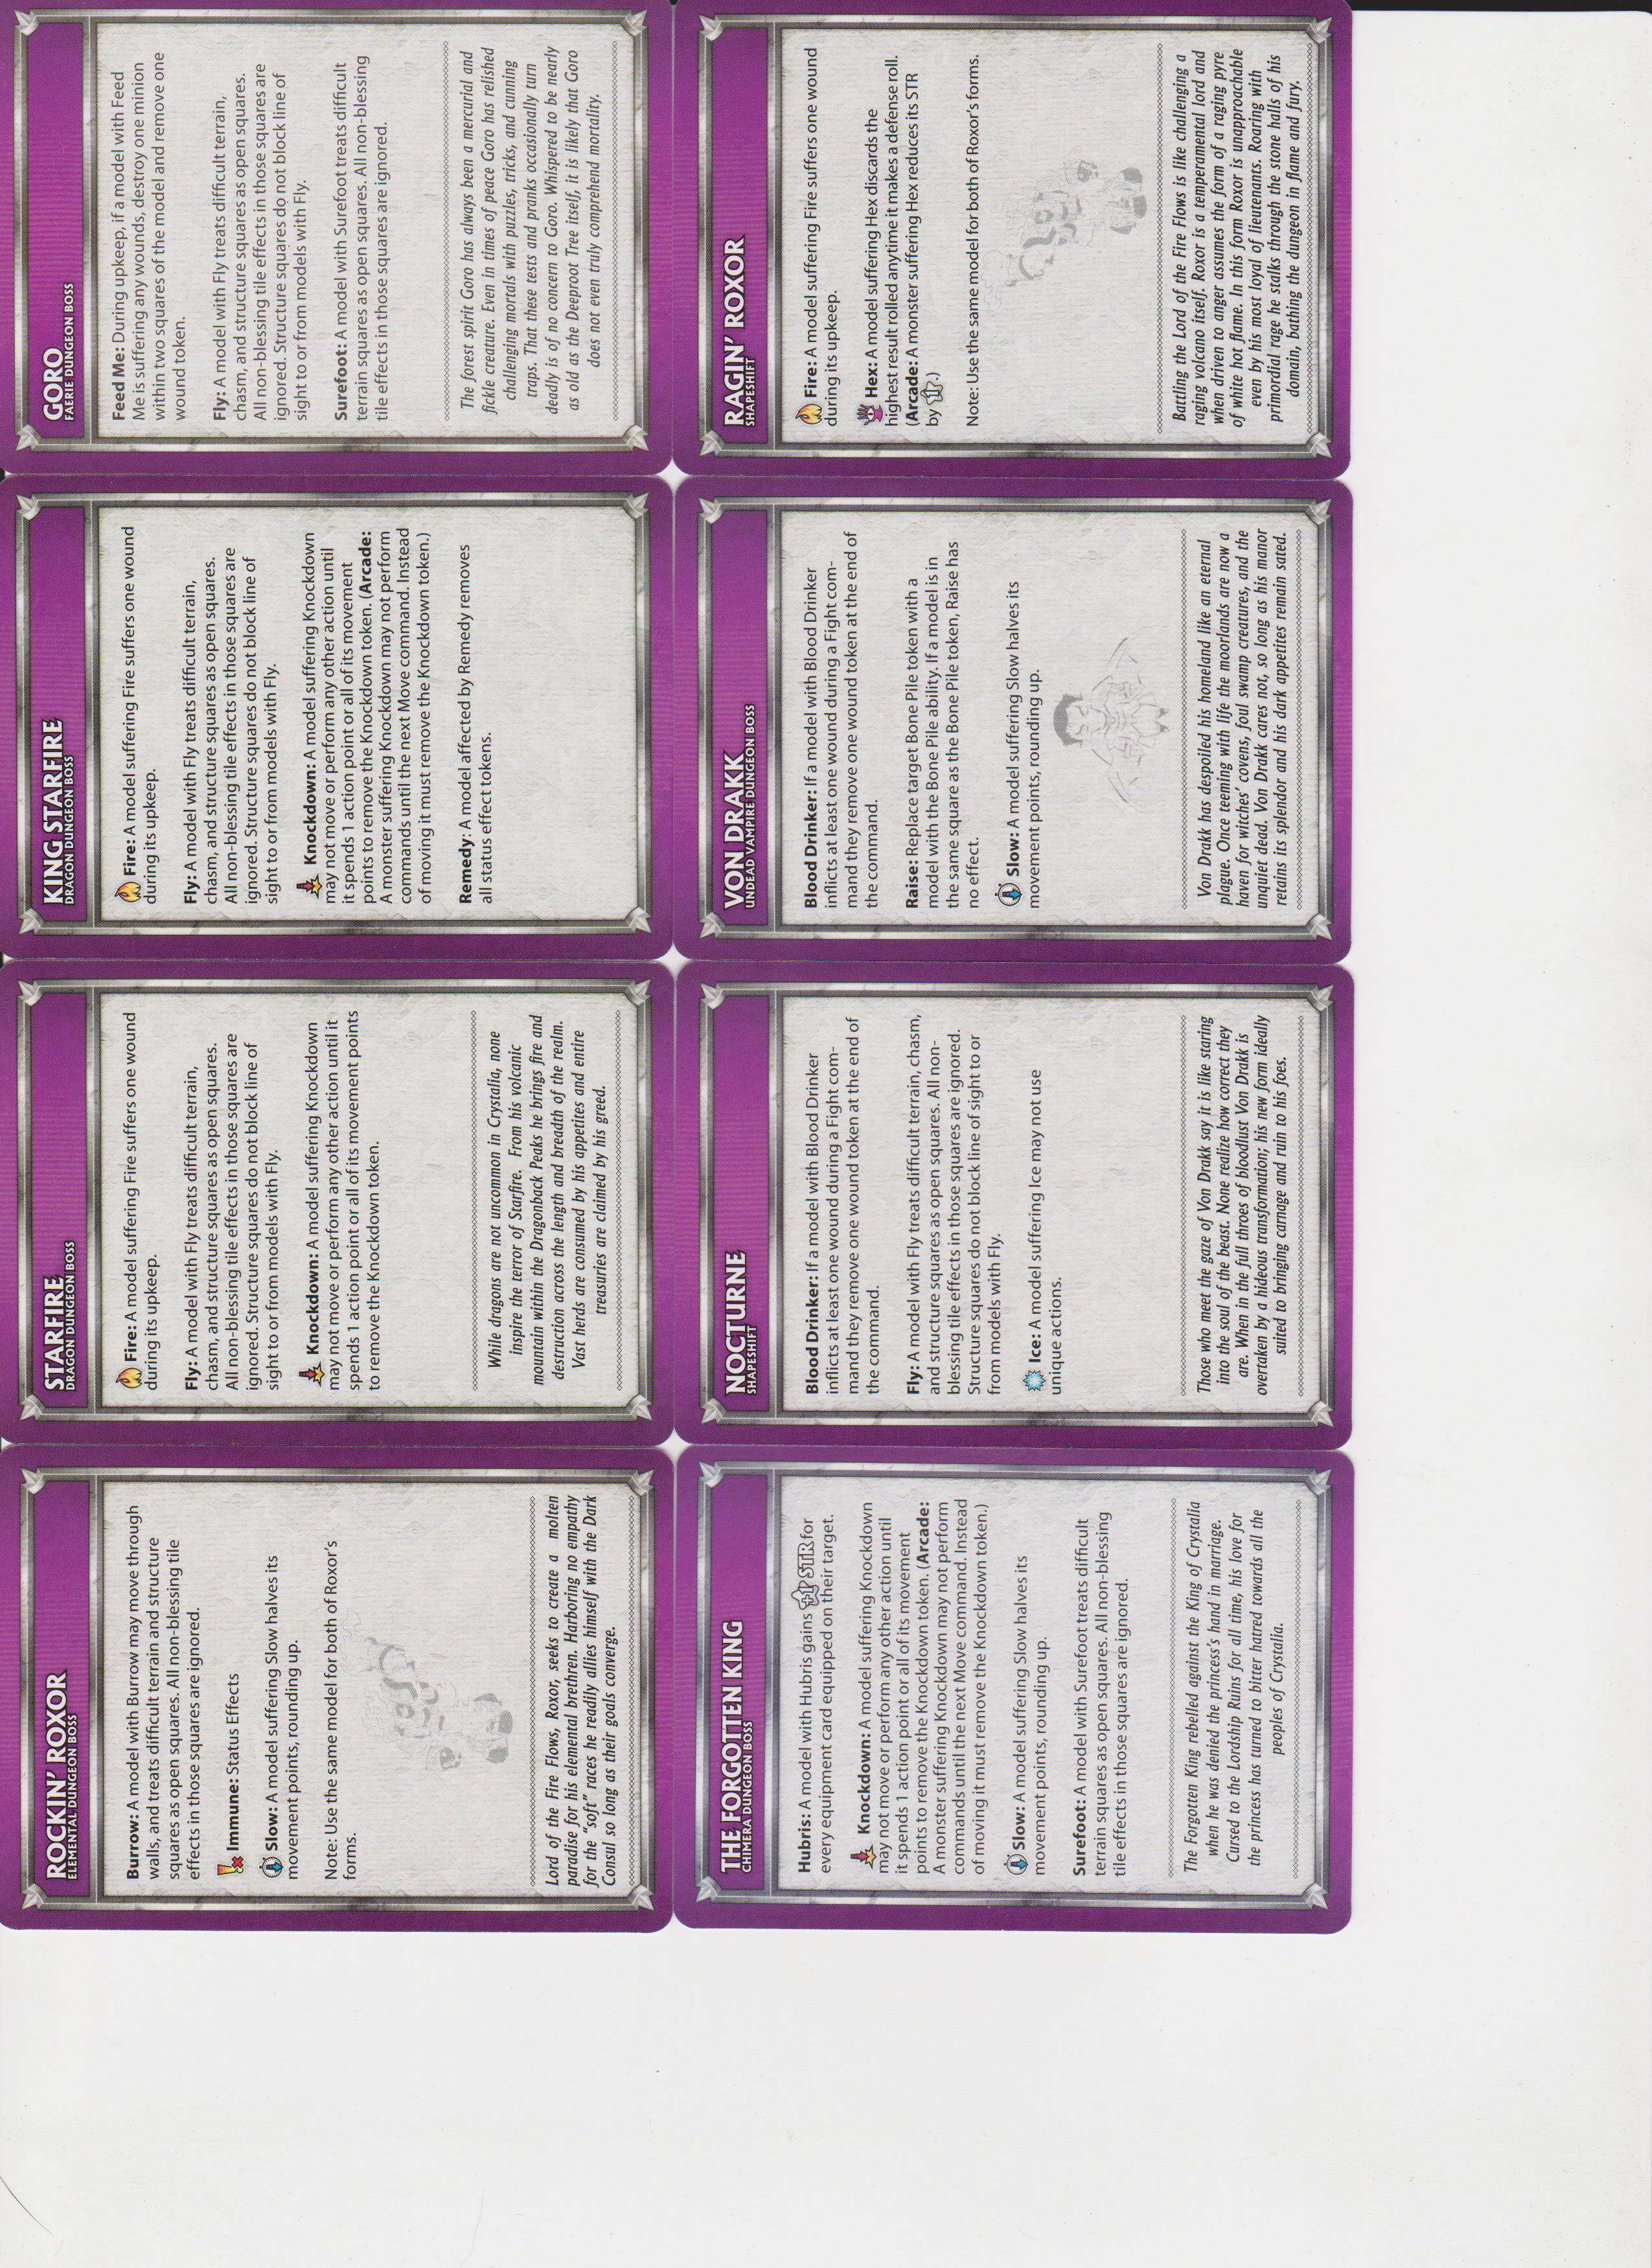 ROCKIN' ROXOR
ELEMENTAL DUNGEON BOSS
Burrow: A model with Burrow may move through
walls, and treats difficult terrain and structure
squares as open squares. All non-blessing tile
effects in those squares are ignored.
Immune: Status Effects
Slow: A model suffering Slow halves its
movement points, rounding up.
Note: Use the same model for both of Roxor's
forms.
Lord of the Fire Flows, Roxor, seeks to create a molten
paradise for his elemental brethren. Harboring no empathy
for the "soft" races he readily allies himself with the Dark
Consul so long as their goals converge.
STARFIRE
DRAGON DUNGEON BOSS
Fire: A model suffering Fire suffers one wound
during its upkeep.
Fly: A model with Fly treats difficult terrain,
chasm, and structure squares as open squares.
All non-blessing tile effects in those squares are
ignored. Structure squares do not block line of
sight to or from models with Fly.
Knockdown: A model suffering Knockdown
may not move or perform any other action until it
spends 1 action point or all of its movement points
to remove the Knockdown token.
While dragons are not uncommon in Crystalia, none
inspire the terror of Starfire. From his volcanic
mountain within the Dragonback Peaks he brings fire and
destruction across the length and breadth of the realm.
Vast herds are consumed by his appetites and entire
treasuries are claimed by his greed.
KING STARFIRE
DRAGON DUNGEON BOSS
Fire: A model suffering Fire suffers one wound
during its upkeep.
Fly: A model with Fly treats difficult terrain,
chasm, and structure squares as open squares.
All non-blessing tile effects in those squares are
ignored. Structure squares do not block line of
sight to or from models with Fly.
Knockdown: A model suffering Knockdown
may not move or perform any other action until
it spends 1 action point or all of its movement
points to remove the Knockdown token. (Arcade:
A monster suffering Knockdown may not perform
commands until the next Move command. Instead
of moving it must remove the Knockdown token.)
Remedy: A model affected by Remedy removes
all status effect tokens.
GORO
FAERIE DUNGEON BOSS
Feed Me: During upkeep, if a model with Feed
Me is suffering any wounds, destroy one minion
within two squares of the model and remove one
wound token.
Fly: A model with Fly treats difficult terrain,
chasm, and structure squares as open squares.
All non-blessing tile effects in those squares are
ignored. Structure squares do not block line of
sight to or from models with Fly.
Surefoot: A model with Surefoot treats difficult
terrain squares as open squares. All non-blessing
tile effects in those squares are ignored.
The forest spirit Goro has always been a mercurial and
fickle creature. Even in times of peace Goro has relished
challenging mortals with puzzles, tricks, and cunning
traps. That these tests and pranks occasionally turn
deadly is of no concern to Goro. Whispered to be nearly
as old as the Deeproot Tree itself, it is likely that Goro
does not even truly comprehend mortality.
THE FORGOTTEN KING
CHIMERA DUNGEON BOSS
Hubris: A model with Hubris gains STR for
every equipment card equipped on their target.
Knockdown: A model suffering Knockdown
may not move or perform any other action until
it spends 1 action point or all of its movement
points to remove the Knockdown token. (Arcade:
A monster suffering Knockdown may not perform
commands until the next Move command. Instead
of moving it must remove the Knockdown token.)
Slow: A model suffering Slow halves its
movement points, rounding up.
Surefoot: A model with Surefoot treats difficult
terrain squares as open squares. All non-blessing
tile effects in those squares are ignored.
The Forgotten King rebelled against the King of Crystalia
when he was denied the princess's hand in marriage.
Cursed to the Lordship Ruins for all time, his love for
the princess has turned to bitter hatred towards all the
peoples of Crystalia.
NOCTURNE
SHAPESHIFT
Blood Drinker: If a model with Blood Drinker
inflicts at least one wound during a Fight com-
mand they remove one wound token at the end of
the command.
Fly: A model with Fly treats difficult terrain, chasm,
and structure squares as open squares. All non-
blessing tile effects in those squares are ignored.
Structure squares do not block line of sight to or
from models with Fly.
Ice: A model suffering Ice may not use
unique actions.
Those who meet the gaze of Von Drakk say it is like staring
into the soul of the beast. None realize how correct they
are. When in the full throes of bloodlust Von Drakk is
overtaken by a hideous transformation; his new form ideally
suited to bringing carnage and ruin to his foes.
VON DRAKK
UNDEAD VAMPIRE DUNGEON BOSS
Blood Drinker: If a model with Blood Drinker
inflicts at least one wound during a Fight com-
mand they remove one wound token at the end of
the command.
Raise: Replace target Bone Pile token with a
model with the Bone Pile ability. If a model is in
the same square as the Bone Pile token, Raise has
no effect.
Slow: A model suffering Slow halves its
movement points, rounding up.
Von Drakk has despoiled his homeland like an eternal
plague. Once teeming with life the moorlands are now a
haven for witches' covens, foul swamp creatures, and the
unquiet dead. Von Drakk cares not, so long as his manor
retains its splendor and his dark appetites remain sated.
RAGIN' ROXOR
SHAPESHIFT
Fire: A model suffering Fire suffers one wound
during its upkeep.
Hex: A model suffering Hex discards the
highest result rolled anytime it makes a defense roll.
(Arcade: A monster suffering Hex reduces its STR
by .)
Note: Use the same model for both of Roxor's forms.
Battling the Lord of the Fire Flows is like challenging a
raging volcano itself. Roxor is a temperamental lord and
when driven to anger assumes the form of a raging pyre
of white hot flame. In this form Roxor is unapproachable
even by his most loyal of lieutenants. Roaring with
primordial rage he stalks through the stone halls of his
domain, bathing the dungeon in flame and fury.